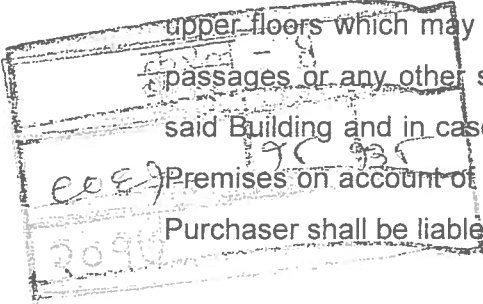 upper floors which may
passages or any other s
said Building and in case
Premises on account of
Purchaser shall be liable